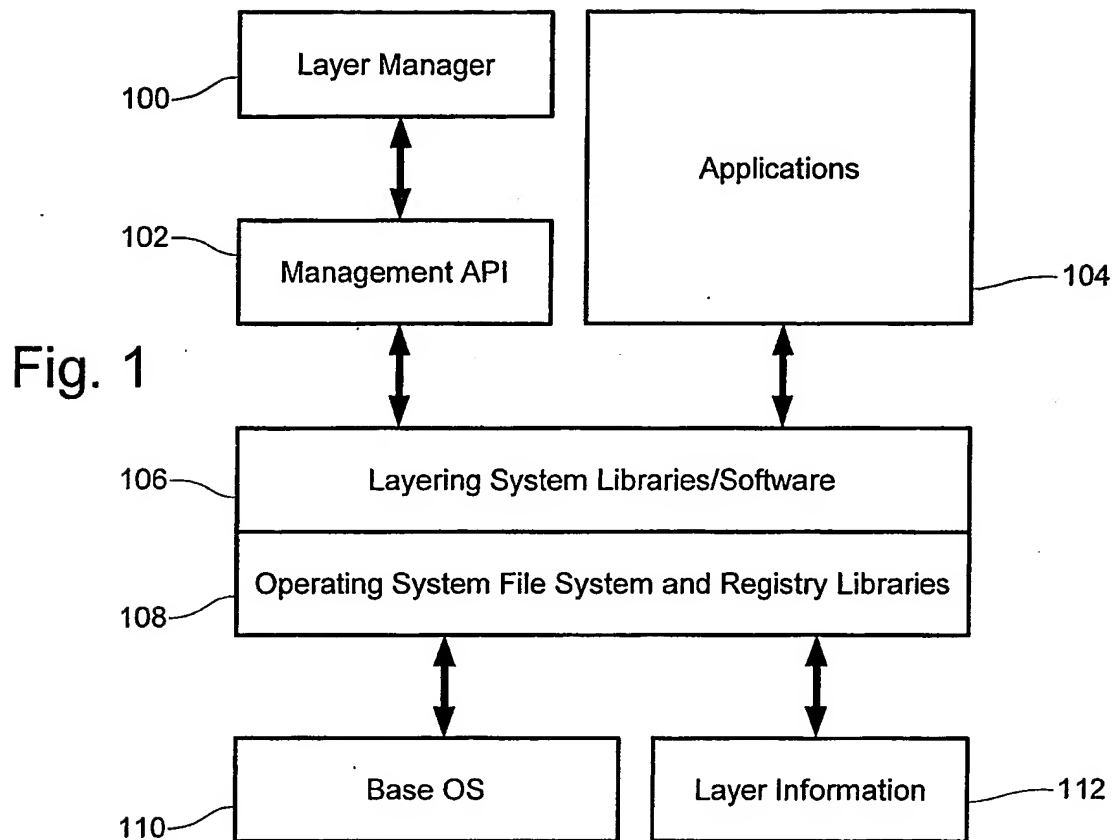 Layer Manager
100
Applications
102
Management API
104
Fig. 1
106
Layering System Libraries/Software
Operating System File System and Registry Libraries
108
Base OS
Layer Information
112
110